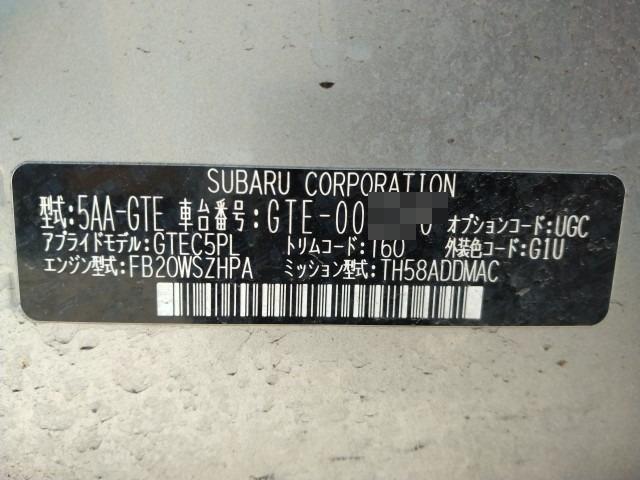 SUBARU CORPORATION
型式:5AA-GTE 車台番号:GTE-00 0 オプションコード:UGC
アプライドモデル:GTEC5PL トリムコード:160 外装色コード:G1U
エンジン型式:FB20WSZHPA ミッション型式:TH58ADDMAC